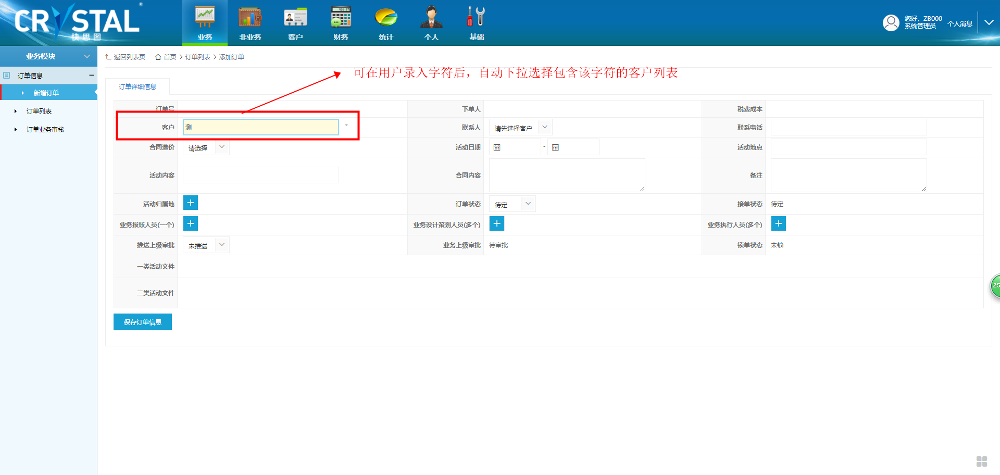 CRYSTAL ®
快思图
业务
非业务
客户
财务
统计
个人
基础
您好，ZB000
系统管理员
个人消息
业务模块
订单信息
新增订单
订单列表
订单业务审核
返回列表页 首页 > 订单列表 > 添加订单
可在用户录入字符后，自动下拉选择包含该字符的客户列表
订单详细信息
订单号 下单人 税费成本
客户 测 * 联系人 请先选择客户 联系电话
合同造价 请选择 活动日期 - 活动地点
活动内容 合同内容 备注
活动归属地 + 订单状态 待定 接单状态 待定
业务报账人员(一个) + 业务设计策划人员(多个) + 业务执行人员(多个) +
推送上级审批 未推送 业务上级审批 待审批 锁单状态 未锁
一类活动文件
二类活动文件
保存订单信息
25